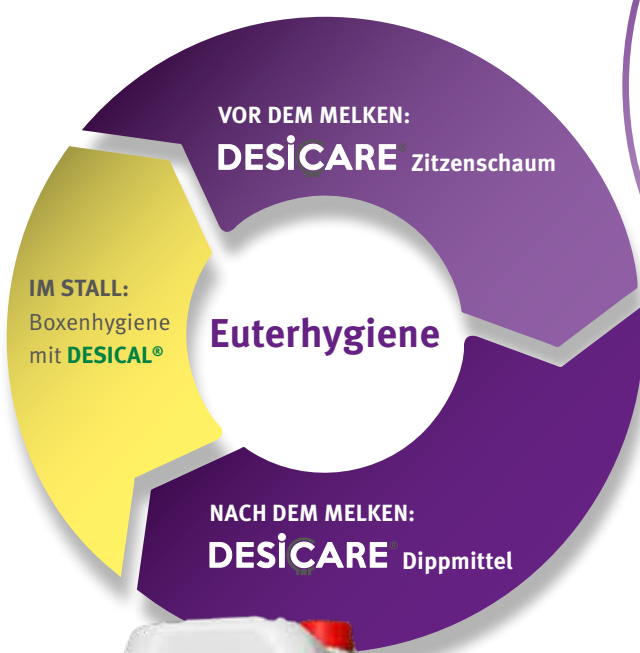 VOR DEM MELKEN:
DESiCARE® Zitzenschaum
IM STALL:
Boxenhygiene
mit DESICAL®
Euterhygiene
NACH DEM MELKEN:
DESiCARE® Dippmittel